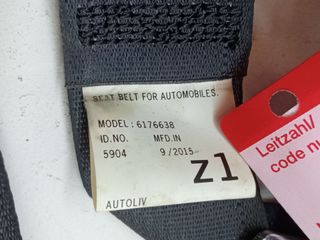 SEAT BELT FOR AUTOMOBILES.
MODEL: 6176638
ID.NO. MFD.IN
5904 9/2015
Z1
AUTOLIV
Leitzahl/
code nu